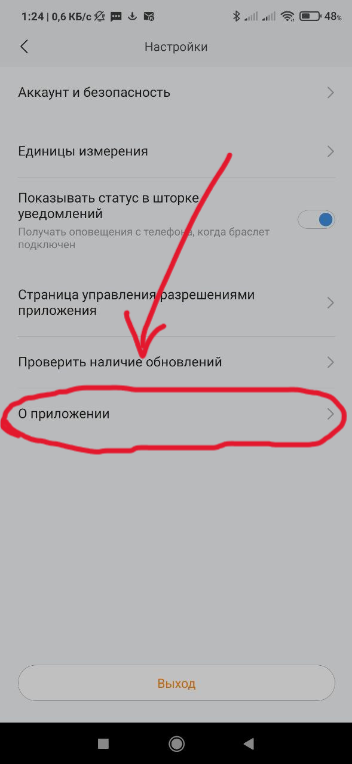 1:24 | 0,6 КБ/с
48%
Настройки
Аккаунт и безопасность
Единицы измерения
Показывать статус в шторке
уведомлений
Получать оповещения с телефона, когда браслет
подключен
Страница управления разрешениями
приложения
Проверить наличие обновлений
О приложении
Выход